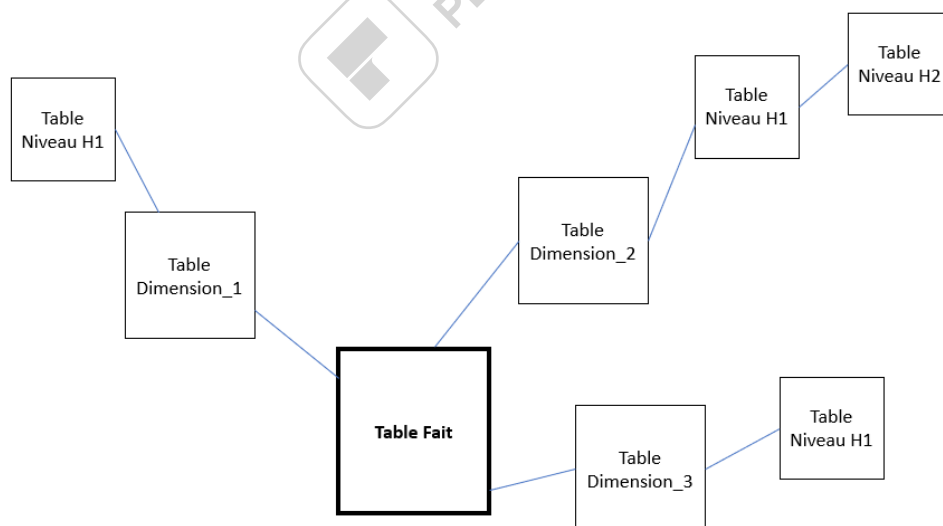 Table
Niveau H2
Table
Niveau H1
Table
Niveau H1
Table
Dimension_2
Table
Dimension_1
Table Fait
Table
Niveau H1
Table
Dimension_3